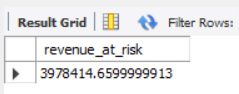 Result Grid Filter Rows:
revenue_at_risk
3978414.6599999913